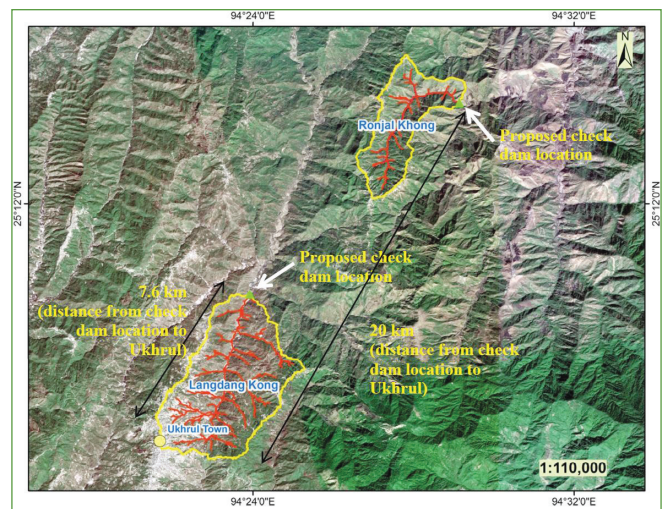 94°24'0"E
94°32'0"E
N
Ronjal Khong
Proposed check
dam location
25°12'0"N
25°12'0"N
Proposed check
dam location
7.6 km
(distance from check
dam location to
Ukhrul)
20 km
(distance from check
dam location to
Ukhrul)
Langdang Kong
Ukhrul Town
1:110,000
94°24'0"E
94°32'0"E